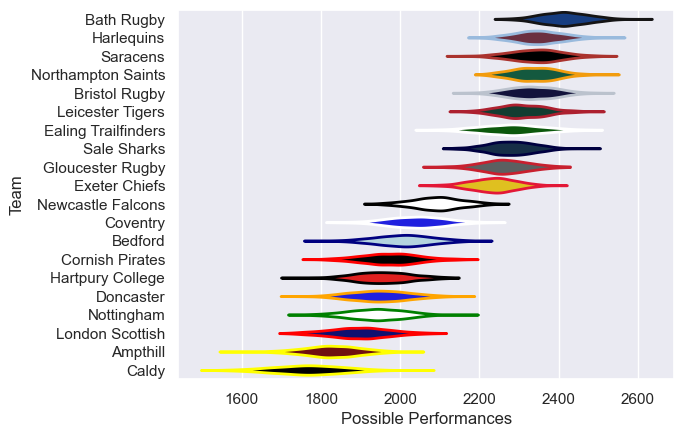 Bath Rugby
Harlequins
Saracens
Northampton Saints
Bristol Rugby
Leicester Tigers
Ealing Trailfinders
Sale Sharks
Gloucester Rugby
Exeter Chiefs
Newcastle Falcons
Coventry
Bedford
Cornish Pirates
Hartpury College
Doncaster
Nottingham
London Scottish
Ampthill
Caldy
Team
1600 1800 2000 2200 2400 2600
Possible Performances